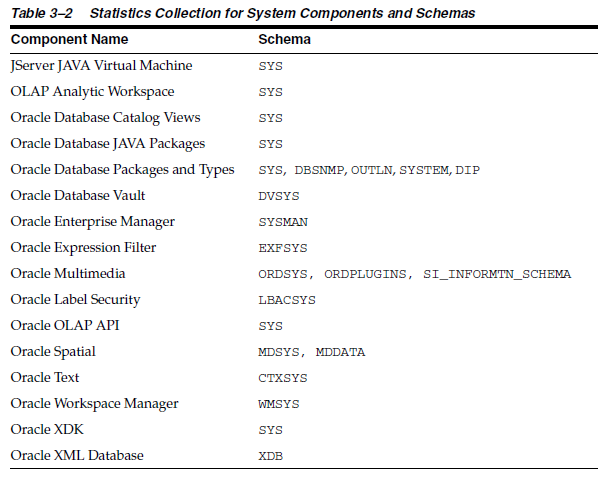 Table 3–2 Statistics Collection for System Components and Schemas
Component Name Schema
JServer JAVA Virtual Machine SYS
OLAP Analytic Workspace SYS
Oracle Database Catalog Views SYS
Oracle Database JAVA Packages SYS
Oracle Database Packages and Types SYS, DBSNMP, OUTLN, SYSTEM, DIP
Oracle Database Vault DVSYS
Oracle Enterprise Manager SYSMAN
Oracle Expression Filter EXFSYS
Oracle Multimedia ORDSYS, ORDPLUGINS, SI_INFORMTN_SCHEMA
Oracle Label Security LBACSYS
Oracle OLAP API SYS
Oracle Spatial MDSYS, MDDATA
Oracle Text CTXSYS
Oracle Workspace Manager WMSYS
Oracle XDK SYS
Oracle XML Database XDB